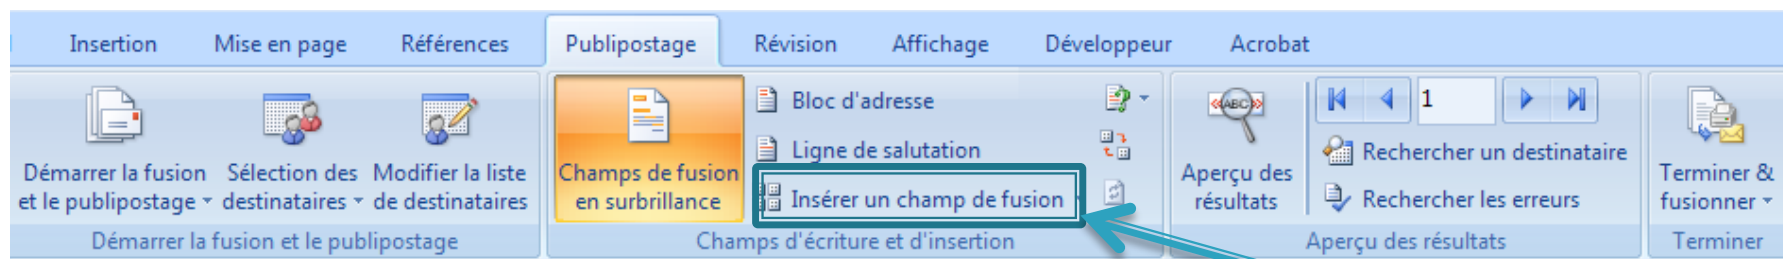 Insertion Mise en page Références Publipostage Révision Affichage Développeur Acrobat
Démarrer la fusion
et le publipostage
Sélection des
destinataires
Modifier la liste
de destinataires
Démarrer la fusion et le publipostage
Champs de fusion
en surbrillance
Bloc d'adresse
Ligne de salutation
Insérer un champ de fusion
Champs d'écriture et d'insertion
«ABC»
Aperçu des
résultats
1
Rechercher un destinataire
Rechercher les erreurs
Aperçu des résultats
Terminer &
fusionner
Terminer